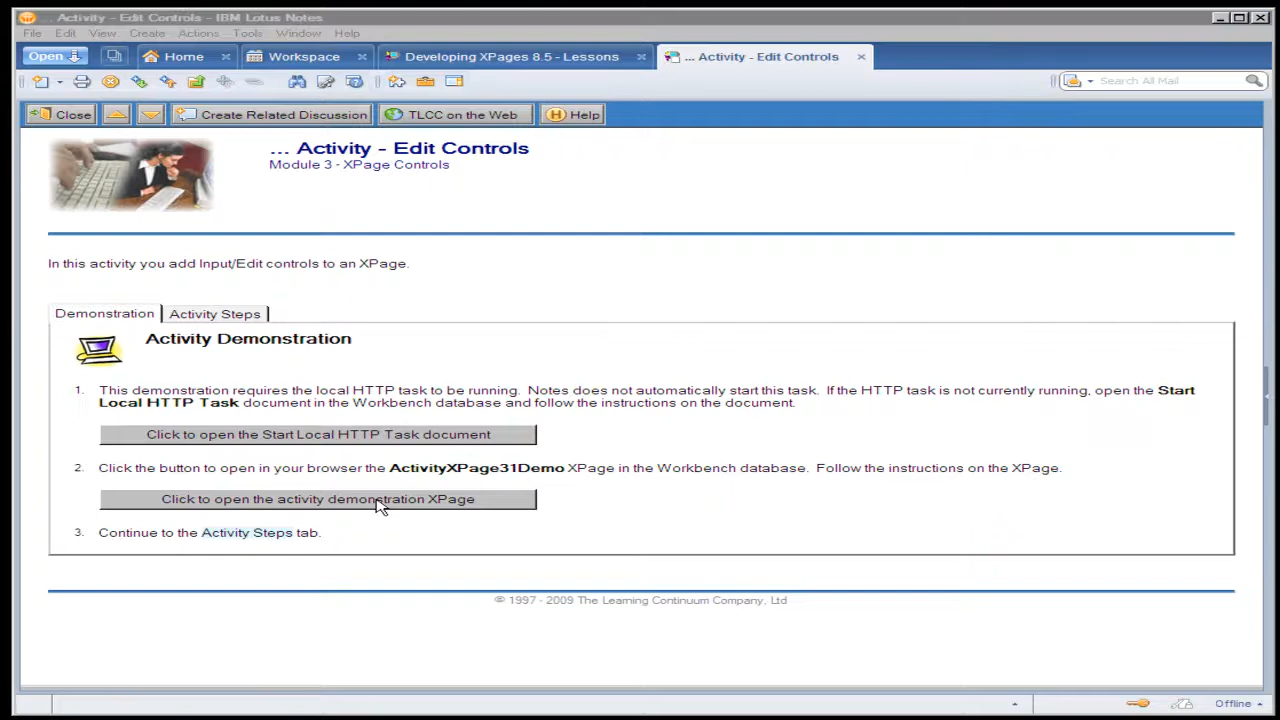 ... Activity - Edit Controls - IBM Lotus Notes
File Edit View Create Actions Tools Window Help
Open Home Workspace Developing XPages 8.5 - Lessons ... Activity - Edit Controls
Search All Mail
Close Create Related Discussion TLCC on the Web Help
... Activity - Edit Controls
Module 3 - XPage Controls
In this activity you add Input/Edit controls to an XPage.
Demonstration Activity Steps
Activity Demonstration
1. This demonstration requires the local HTTP task to be running. Notes does not automatically start this task. If the HTTP task is not currently running, open the Start
Local HTTP Task document in the Workbench database and follow the instructions on the document.
Click to open the Start Local HTTP Task document
2. Click the button to open in your browser the ActivityXPage31Demo XPage in the Workbench database. Follow the instructions on the XPage.
Click to open the activity demonstration XPage
3. Continue to the Activity Steps tab.
© 1997 - 2009 The Learning Continuum Company, Ltd
Offline